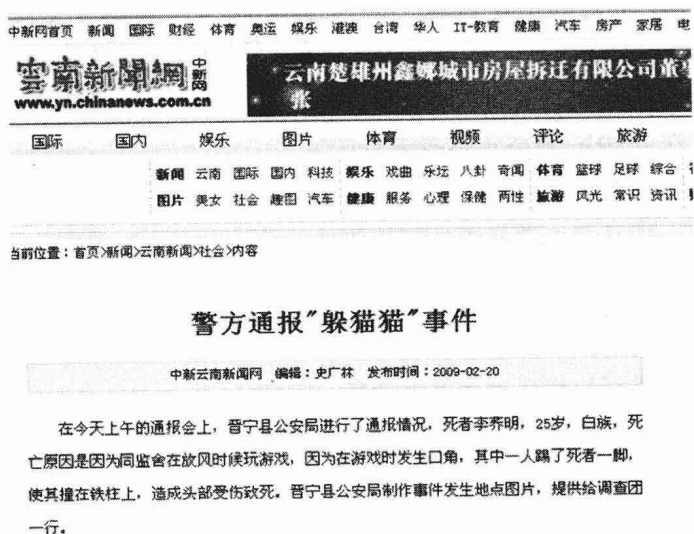 中新网首页 新闻 国际 财经 体育 奥运 娱乐 港澳 台湾 华人 IT-教育 健康 汽车 房产 家居
雲南新聞網 中新网
www.yn.chinanews.com.cn
云南楚雄州鑫娜城市房屋拆迁有限公司董
张
国际 国内 娱乐 图片 体育 视频 评论 旅游
新闻 云南 国际 国内 科技 娱乐 戏曲 乐坛 八卦 奇闻 体育 篮球 足球 综合
图片 美女 社会 趣图 汽车 健康 服务 心理 保健 两性 旅游 风光 常识 资讯
当前位置：首页>新闻>云南新闻>社会>内容
警方通报"躲猫猫"事件
中新云南新闻网 编辑：史广林 发布时间：2009-02-20
在今天上午的通报会上，晋宁县公安局进行了通报情况，死者李荞明，25岁，白族，死
亡原因是因为同监舍在放风时候玩游戏，因为在游戏时发生口角，其中一人踢了死者一脚，
使其撞在铁柱上，造成头部受伤致死。晋宁县公安局制作事件发生地点图片，提供给调查团
一行。